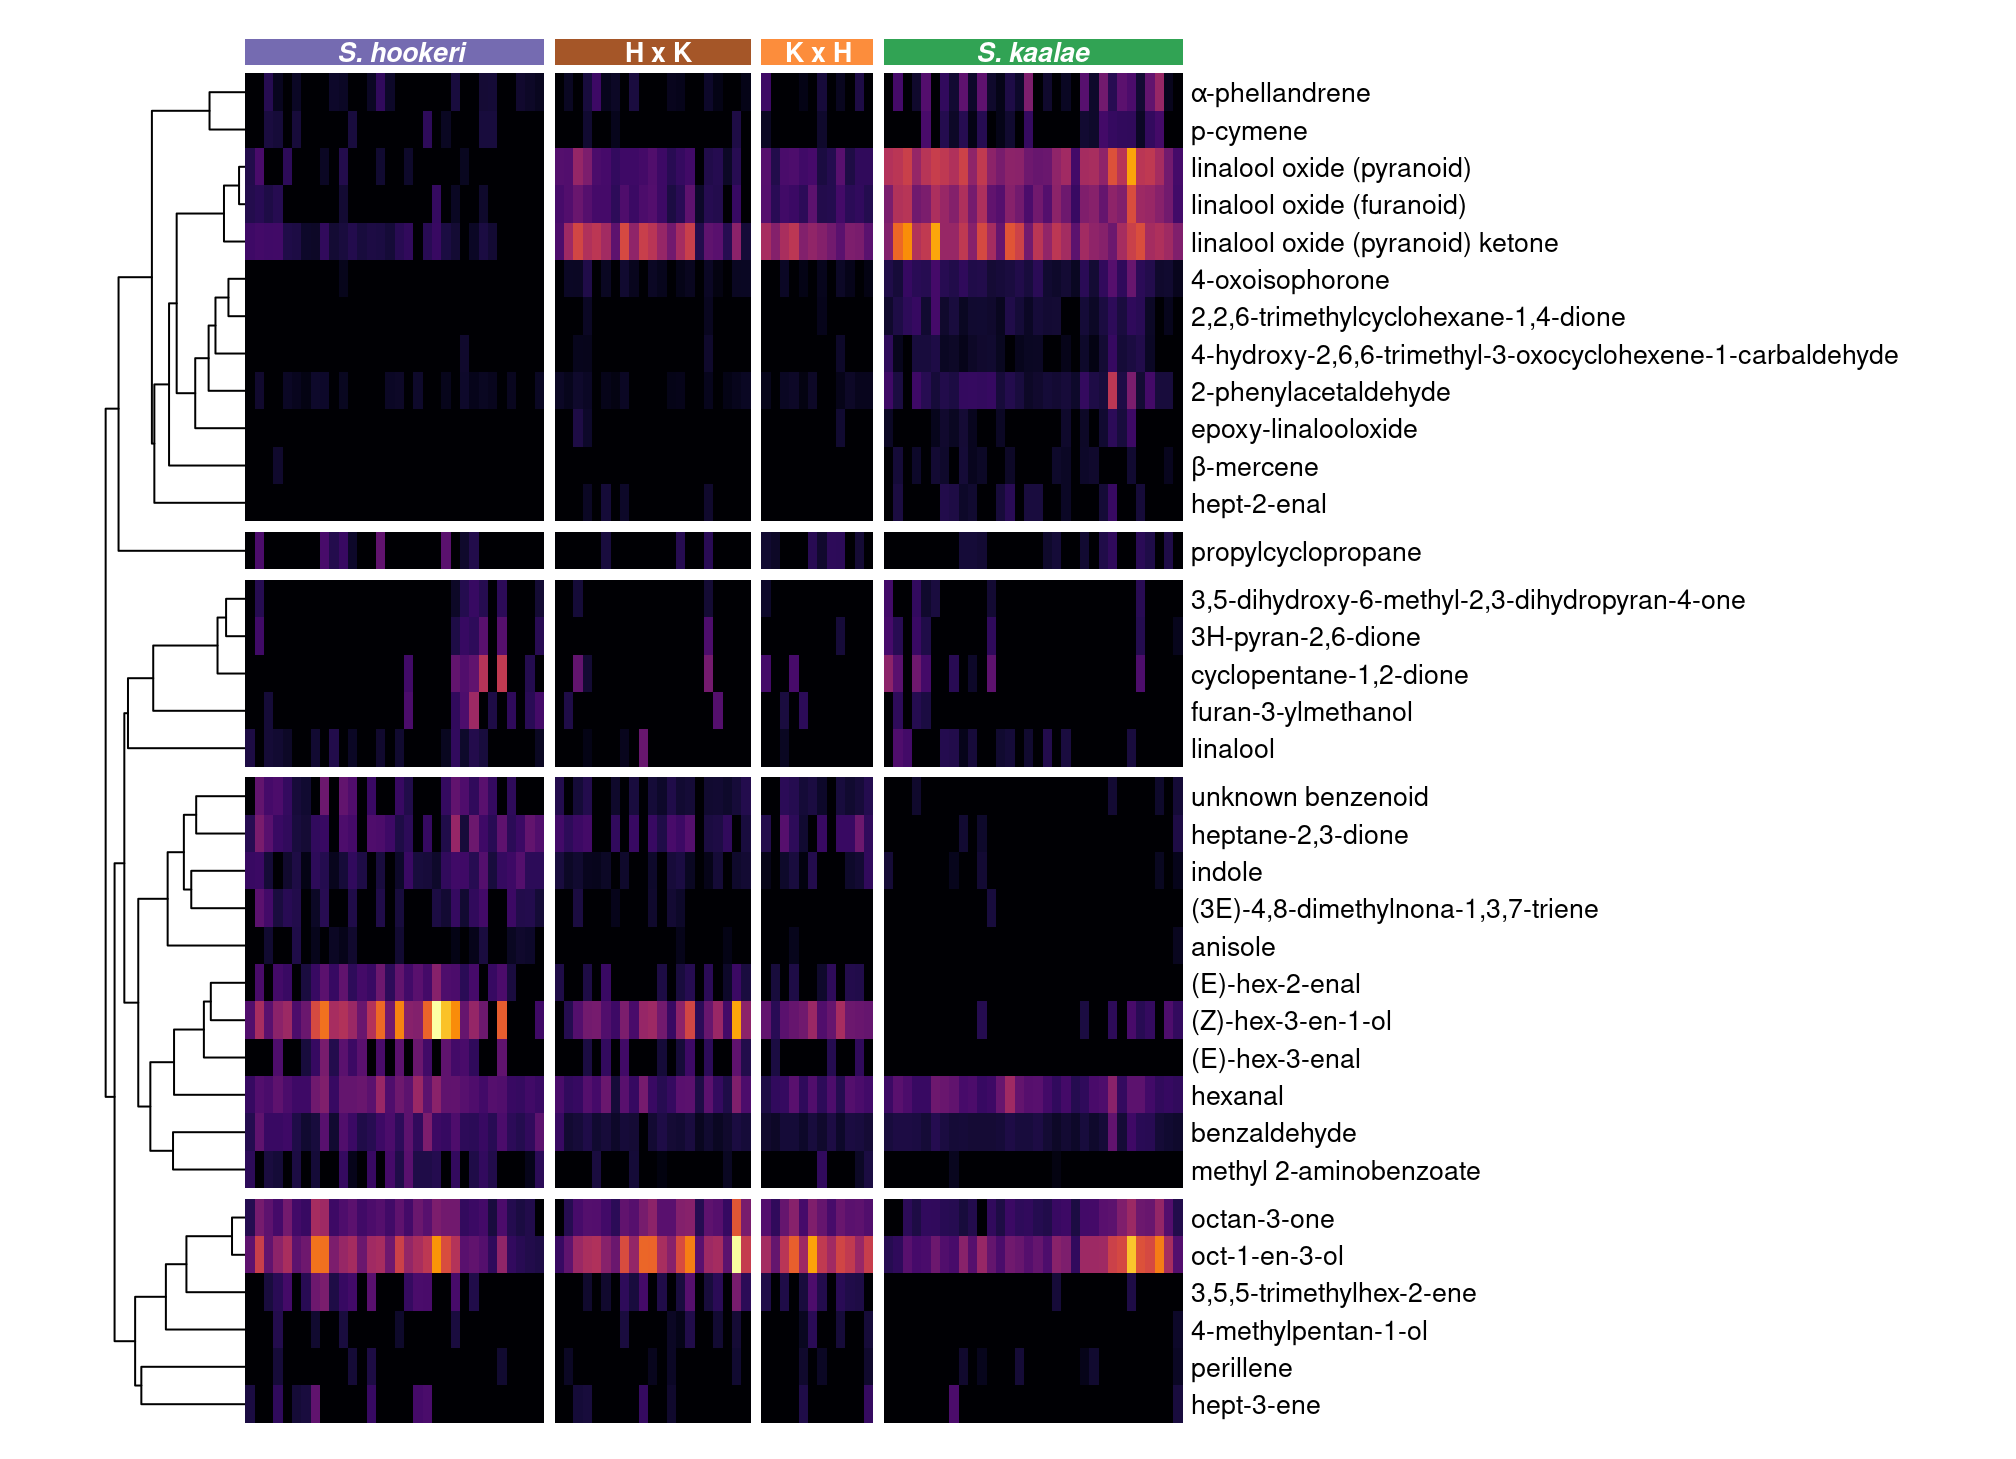 S. hookeri
H x K
K x H
S. kaalae
α-phellandrene
p-cymene
linalool oxide (pyranoid)
linalool oxide (furanoid)
linalool oxide (pyranoid) ketone
4-oxoisophorone
2,2,6-trimethylcyclohexane-1,4-dione
4-hydroxy-2,6,6-trimethyl-3-oxocyclohexene-1-carbaldehyde
2-phenylacetaldehyde
epoxy-linalooloxide
β-mercene
hept-2-enal
propylcyclopropane
3,5-dihydroxy-6-methyl-2,3-dihydropyran-4-one
3H-pyran-2,6-dione
cyclopentane-1,2-dione
furan-3-ylmethanol
linalool
unknown benzenoid
heptane-2,3-dione
indole
(3E)-4,8-dimethylnona-1,3,7-triene
anisole
(E)-hex-2-enal
(Z)-hex-3-en-1-ol
(E)-hex-3-enal
hexanal
benzaldehyde
methyl 2-aminobenzoate
octan-3-one
oct-1-en-3-ol
3,5,5-trimethylhex-2-ene
4-methylpentan-1-ol
perillene
hept-3-ene